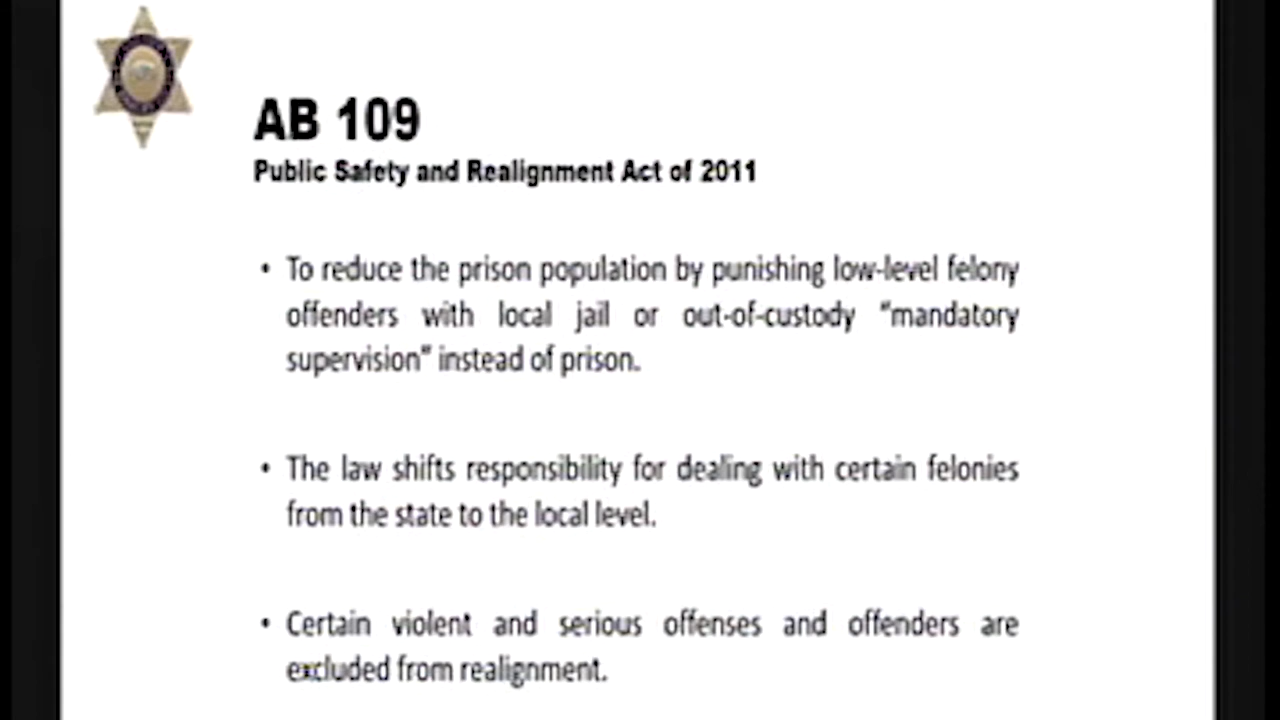 AB 109
Public Safety and Realignment Act of 2011
• To reduce the prison population by punishing low-level felony
offenders with local jail or out-of-custody "mandatory
supervision" instead of prison.
• The law shifts responsibility for dealing with certain felonies
from the state to the local level.
• Certain violent and serious offenses and offenders are
excluded from realignment.